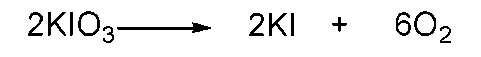 2KIO₃ ⟶ 2KI + 6O₂